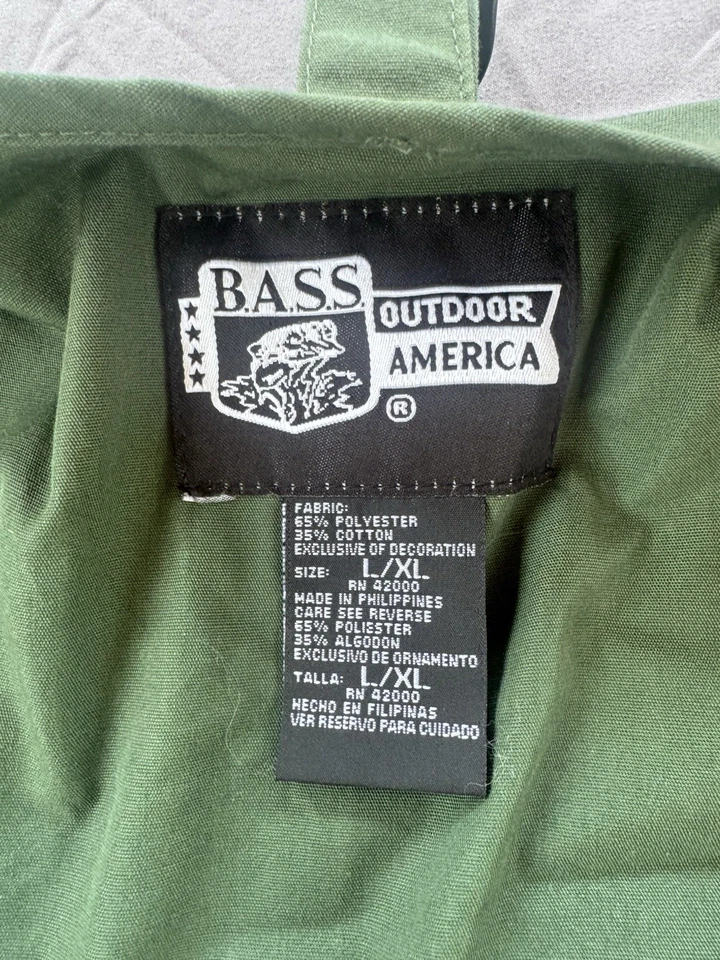 B.A.S.S.
OUTDOOR
AMERICA
®
FABRIC:
65% POLYESTER
35% COTTON
EXCLUSIVE OF DECORATION
SIZE: L/XL
RN 42000
MADE IN PHILIPPINES
CARE SEE REVERSE
65% POLIESTER
35% ALGODON
EXCLUSIVO DE ORNAMENTO
TALLA: L/XL
RN 42000
HECHO EN FILIPINAS
VER RESERVO PARA CUIDADO